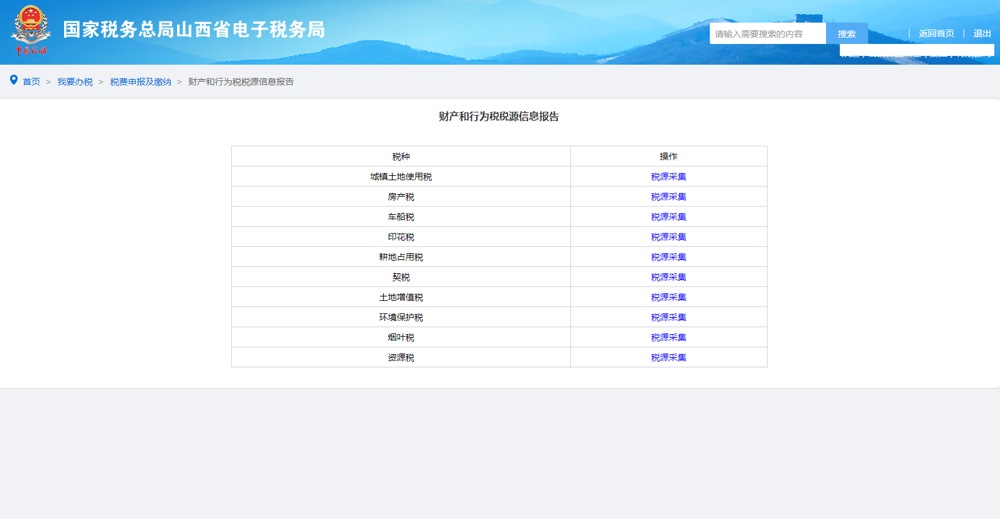 国家税务总局山西省电子税务局
中国税务
请输入需要搜索的内容 搜索 返回首页 退出
首页 > 我要办税 > 税费申报及缴纳 > 财产和行为税税源信息报告
财产和行为税税源信息报告
税种 操作
城镇土地使用税 税源采集
房产税 税源采集
车船税 税源采集
印花税 税源采集
耕地占用税 税源采集
契税 税源采集
土地增值税 税源采集
环境保护税 税源采集
烟叶税 税源采集
资源税 税源采集